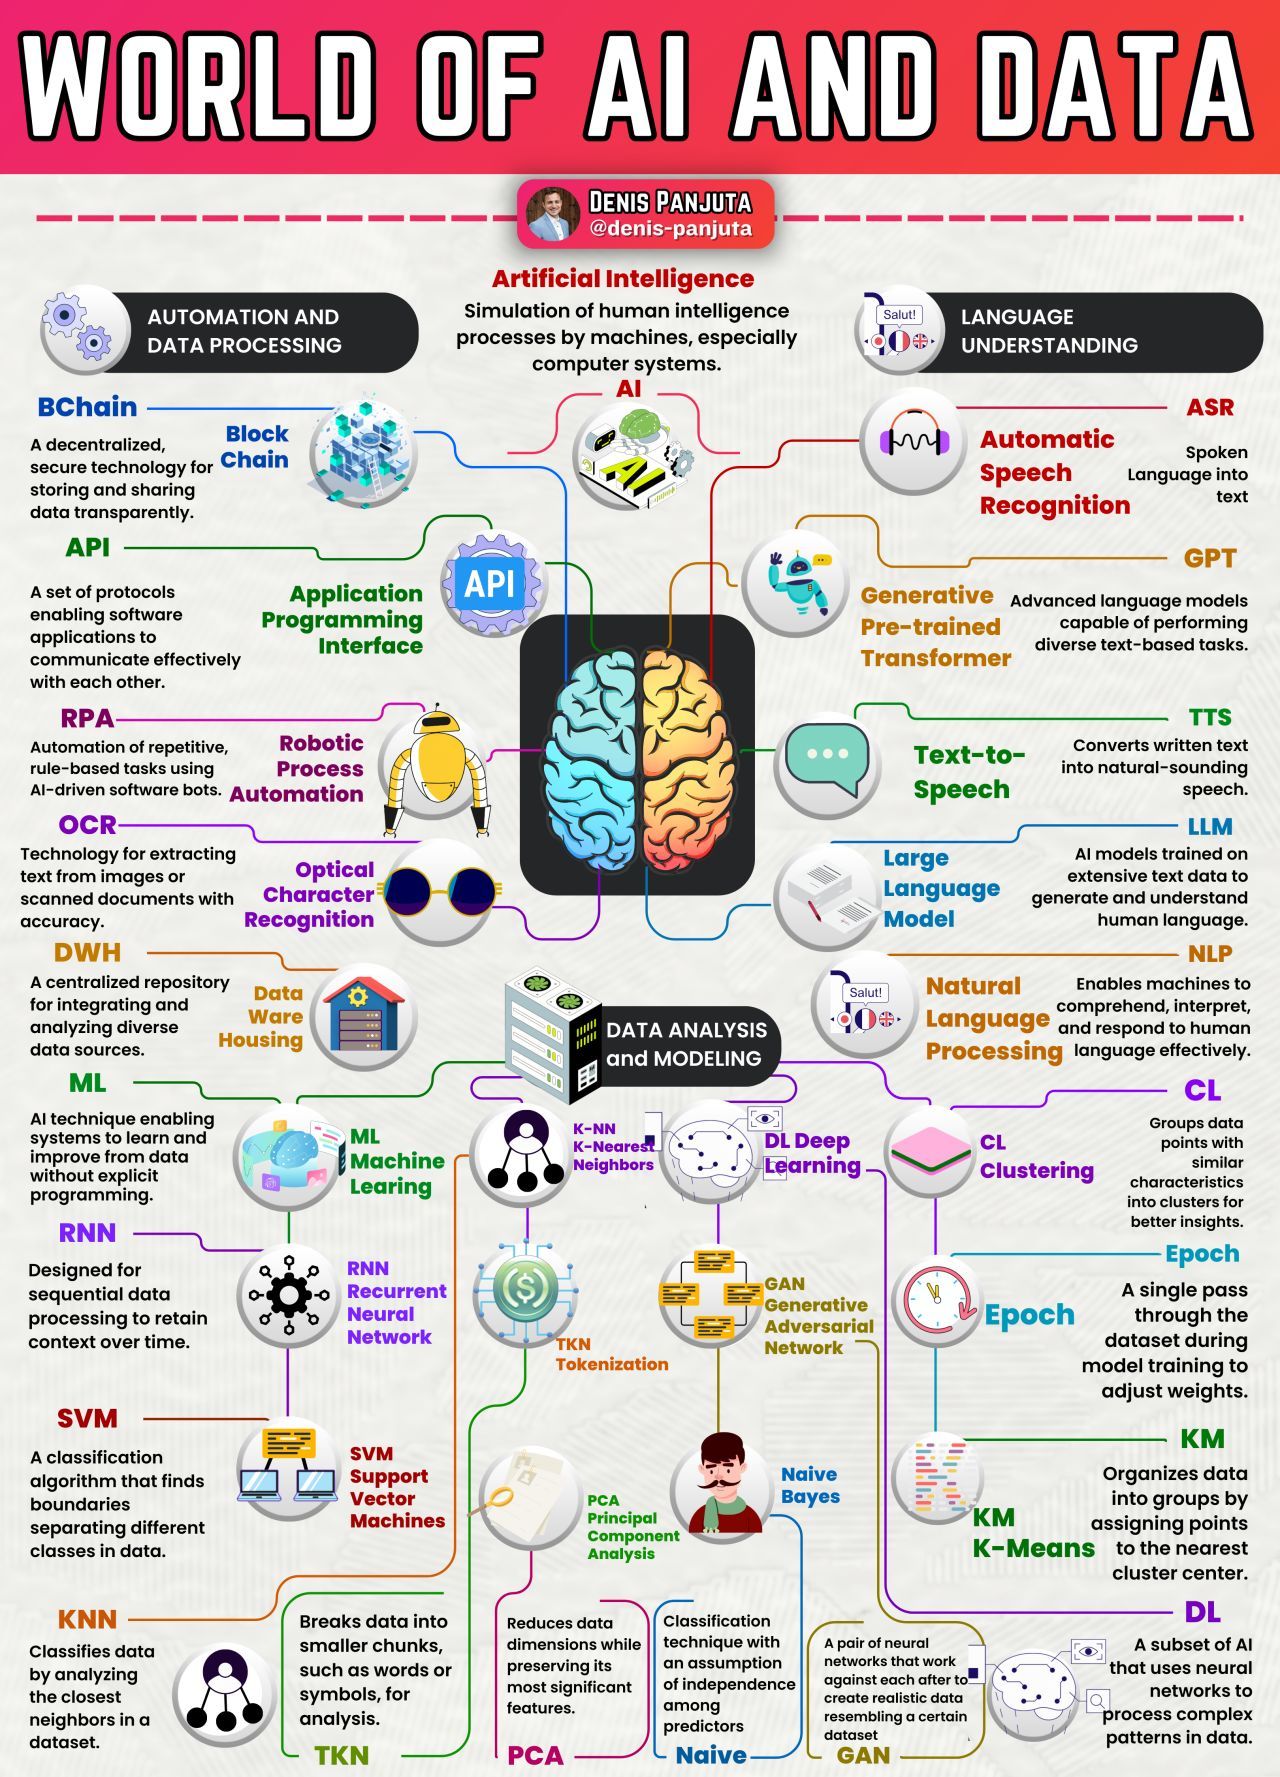 WORLD OF AI AND DATA
DENIS PANJUTA
@denis-panjuta
Artificial Intelligence
Simulation of human intelligence
processes by machines, especially
computer systems.
AI
AI
AUTOMATION AND
DATA PROCESSING
BChain
Block
Chain
A decentralized,
secure technology for
storing and sharing
data transparently.
API
API
Application
Programming
Interface
A set of protocols
enabling software
applications to
communicate effectively
with each other.
RPA
Robotic
Process
Automation
Automation of repetitive,
rule-based tasks using
AI-driven software bots.
OCR
Optical
Character
Recognition
Technology for extracting
text from images or
scanned documents with
accuracy.
DWH
Data
Ware
Housing
A centralized repository
for integrating and
analyzing diverse
data sources.
Salut!
LANGUAGE
UNDERSTANDING
ASR
Automatic
Speech
Recognition
Spoken
Language into
text
GPT
Generative
Pre-trained
Transformer
Advanced language models
capable of performing
diverse text-based tasks.
TTS
Text-to-
Speech
Converts written text
into natural-sounding
speech.
LLM
Large
Language
Model
AI models trained on
extensive text data to
generate and understand
human language.
NLP
Salut!
Natural
Language
Processing
Enables machines to
comprehend, interpret,
and respond to human
language effectively.
DATA ANALYSIS
and MODELING
ML
ML
Machine
Learing
AI technique enabling
systems to learn and
improve from data
without explicit
programming.
K-NN
K-Nearest
Neighbors
DL Deep
Learning
CL
CL
Clustering
Groups data
points with
similar
characteristics
into clusters for
better insights.
RNN
RNN
Recurrent
Neural
Network
Designed for
sequential data
processing to retain
context over time.
TKN
Tokenization
GAN
Generative
Adversarial
Network
Epoch
Epoch
A single pass
through the
dataset during
model training to
adjust weights.
SVM
SVM
Support
Vector
Machines
A classification
algorithm that finds
boundaries
separating different
classes in data.
PCA
Principal
Component
Analysis
Naive
Bayes
KM
KM
K-Means
Organizes data
into groups by
assigning points
to the nearest
cluster center.
KNN
Classifies data
by analyzing
the closest
neighbors in a
dataset.
Breaks data into
smaller chunks,
such as words or
symbols, for
analysis.
TKN
Reduces data
dimensions while
preserving its
most significant
features.
PCA
Classification
technique with
an assumption
of independence
among
predictors
Naive
A pair of neural
networks that work
against each after to
create realistic data
resembling a certain
dataset
GAN
DL
A subset of AI
that uses neural
networks to
process complex
patterns in data.